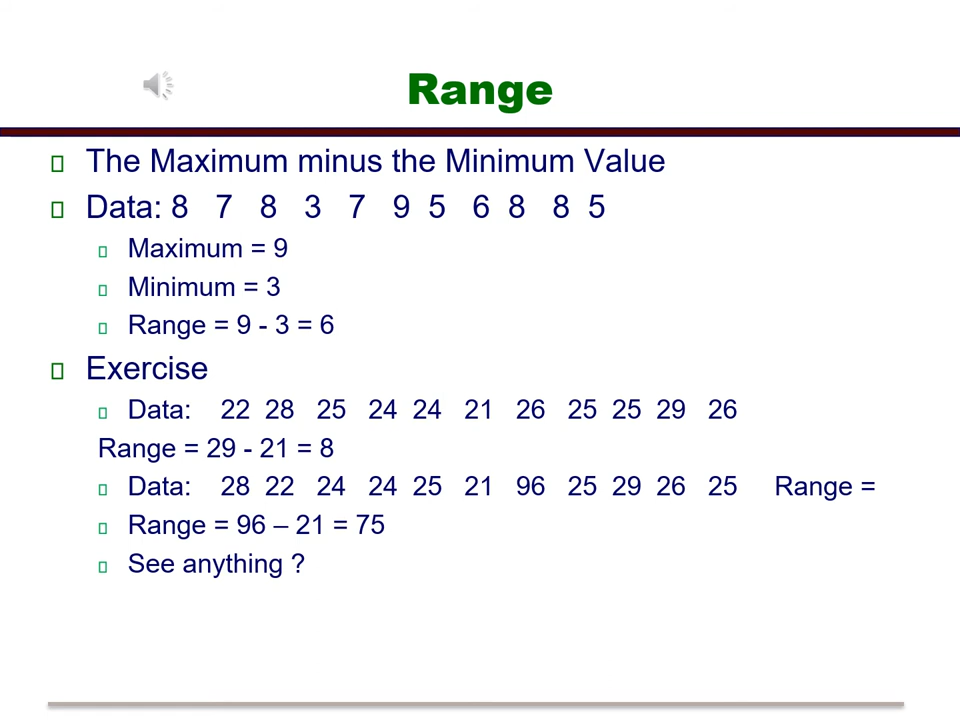 Range
The Maximum minus the Minimum Value
Data: 8 7 8 3 7 9 5 6 8 8 5
Maximum = 9
Minimum = 3
Range = 9 - 3 = 6
Exercise
Data: 22 28 25 24 24 21 26 25 25 29 26
Range = 29 - 21 = 8
Data: 28 22 24 24 25 21 96 25 29 26 25 Range =
Range = 96 – 21 = 75
See anything ?